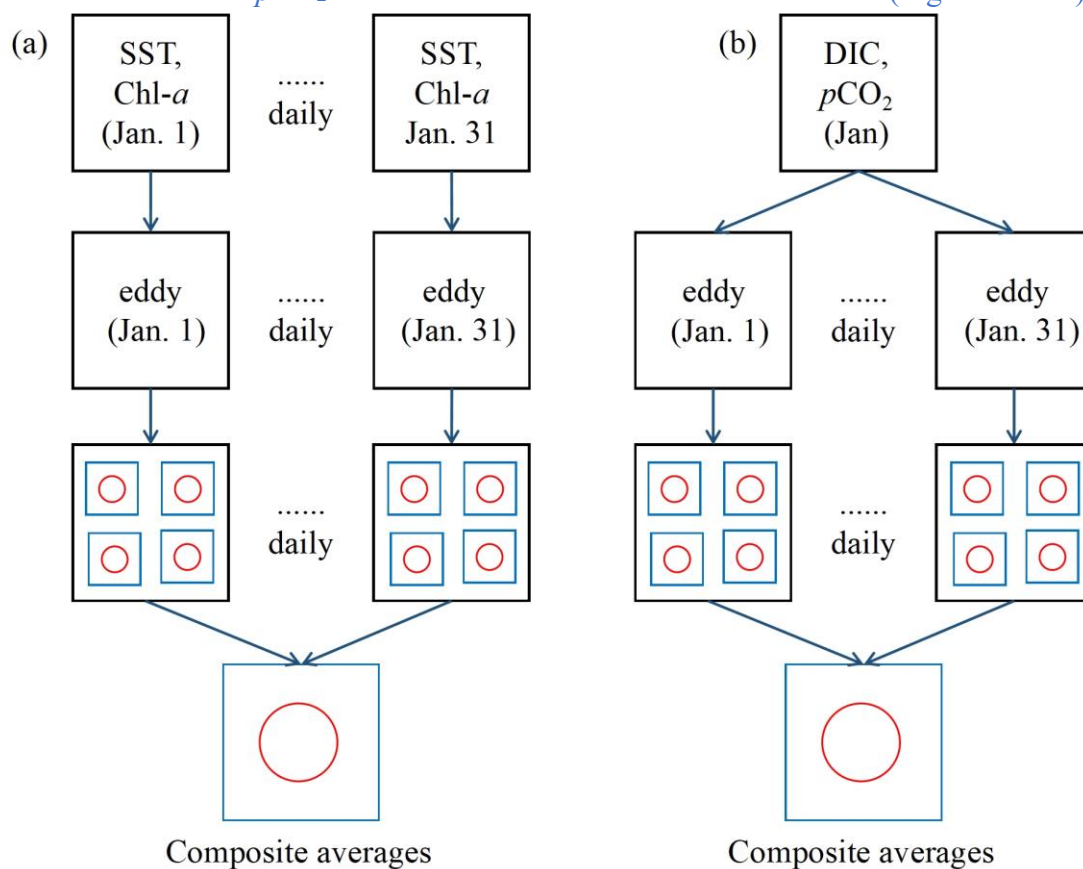 (a)
SST,
Chl-a
(Jan. 1)
......
daily
SST,
Chl-a
Jan. 31
eddy
(Jan. 1)
......
daily
eddy
(Jan. 31)
......
daily
Composite averages
(b)
DIC,
pCO₂
(Jan)
eddy
(Jan. 1)
......
daily
eddy
(Jan. 31)
......
daily
Composite averages